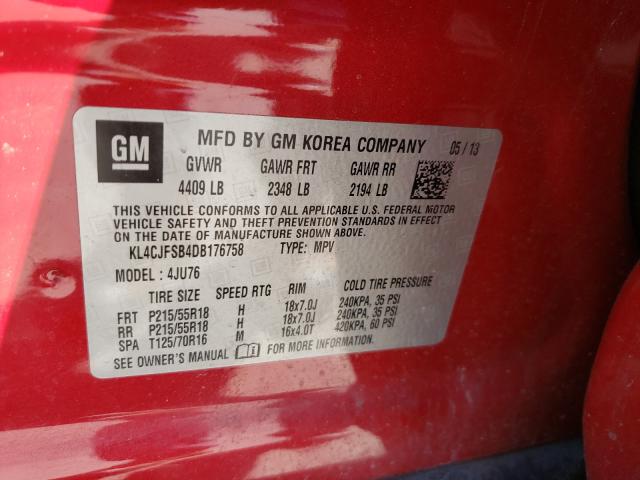 GM
MFD BY GM KOREA COMPANY 05 / 13
GVWR GAWR FRT GAWR RR
4409 LB 2348 LB 2194 LB
THIS VEHICLE CONFORMS TO ALL APPLICABLE U.S. FEDERAL MOTOR
VEHICLE SAFETY AND THEFT PREVENTION STANDARDS IN EFFECT
ON THE DATE OF MANUFACTURE SHOWN ABOVE.
KL4CJFSB4DB176758 TYPE: MPV
MODEL : 4JU76
TIRE SIZE SPEED RTG RIM COLD TIRE PRESSURE
FRT P215/55R18 H 18x7.0J 240KPA, 35 PSI
RR P215/55R18 H 18x7.0J 240KPA, 35 PSI
SPA T125/70R16 M 16x4.0T 420KPA, 60 PSI
SEE OWNER'S MANUAL FOR MORE INFORMATION.